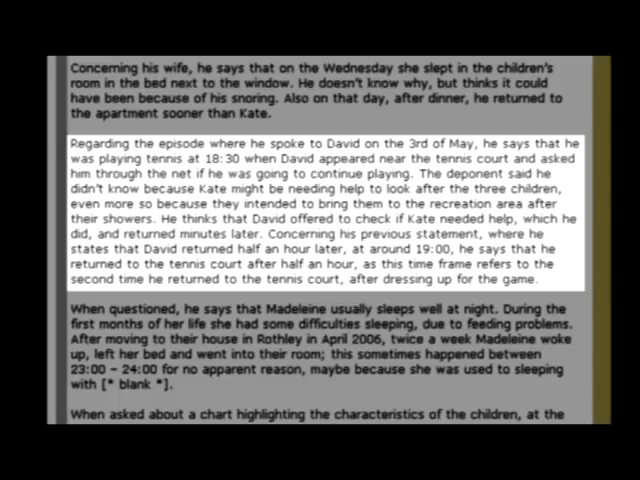 Concerning his wife, he says that on the Wednesday she slept in the children's
room in the bed next to the window. He doesn't know why, but thinks it could
have been because of his snoring. Also on that day, after dinner, he returned to
the apartment sooner than Kate.
Regarding the episode where he spoke to David on the 3rd of May, he says that he
was playing tennis at 18:30 when David appeared near the tennis court and asked
him through the net if he was going to continue playing. The deponent said he
didn't know because Kate might be needing help to look after the three children,
even more so because they intended to bring them to the recreation area after
their showers. He thinks that David offered to check if Kate needed help, which he
did, and returned minutes later. Concerning his previous statement, where he
states that David returned half an hour later, at around 19:00, he says that he
returned to the tennis court after half an hour, as this time frame refers to the
second time he returned to the tennis court, after dressing up for the game.
When questioned, he says that Madeleine usually sleeps well at night. During the
first months of her life she had some difficulties sleeping, due to feeding problems.
After moving to their house in Rothley in April 2006, twice a week Madeleine woke
up, left her bed and went into their room; this sometimes happened between
23:00 - 24:00 for no apparent reason, maybe because she was used to sleeping
with [* blank *].
When asked about a chart highlighting the characteristics of the children, at the